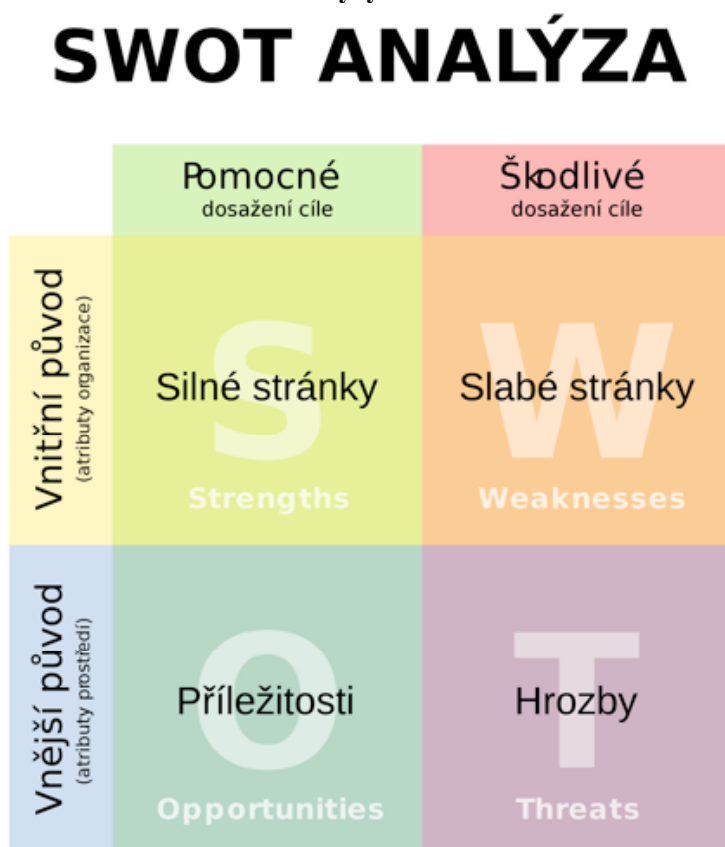 SWOT ANALÝZA
Pomocné
dosažení cíle
Škodlivé
dosažení cíle
Vnitřní původ
(atributy organizace)
S
Silné stránky
Strengths
W
Slabé stránky
Weaknesses
Vnější původ
(atributy prostředí)
O
Příležitosti
Opportunities
T
Hrozby
Threats